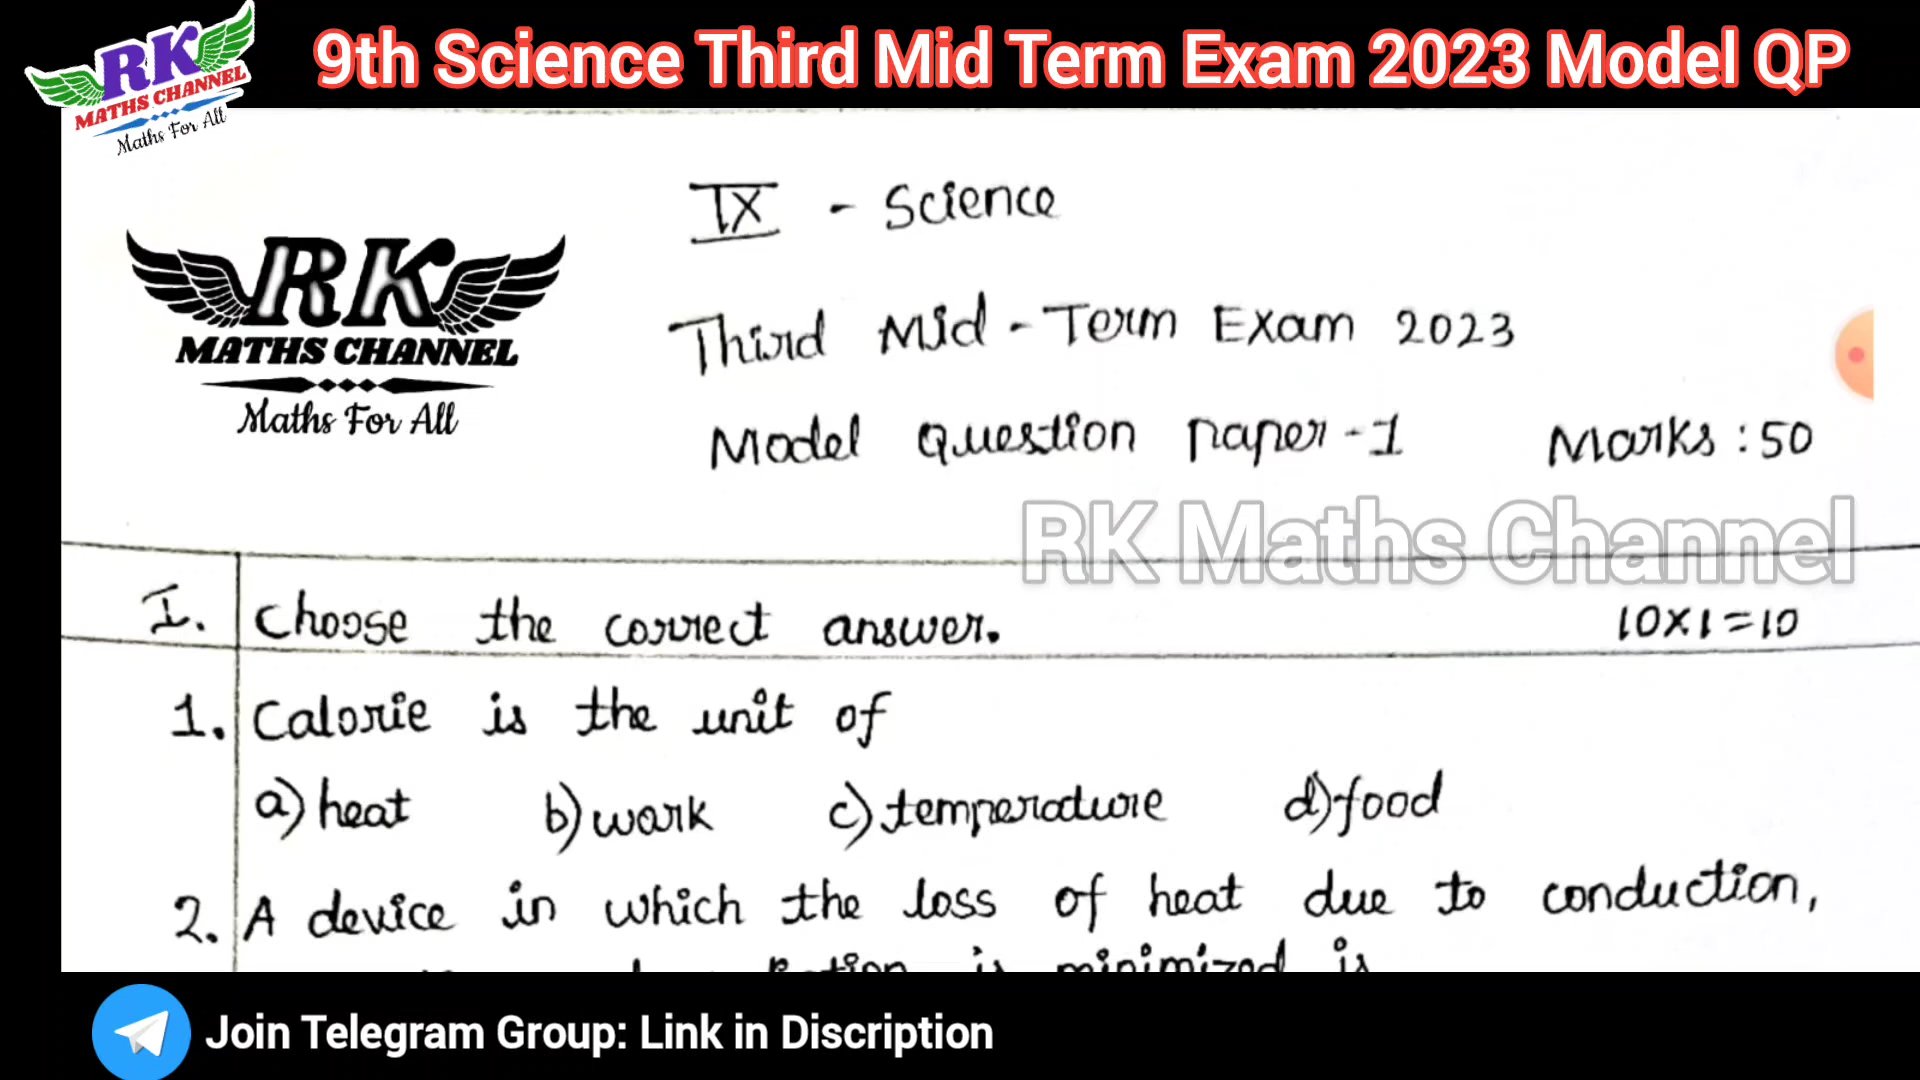 RK
MATHS CHANNEL
Maths For All
9th Science Third Mid Term Exam 2023 Model QP
IX - Science
RK
MATHS CHANNEL
Maths For All
Third Mid-Term Exam 2023
Model Question paper-1 Marks:50
RK Maths Channel
I. Choose the correct answer. 10x1=10
1. Calorie is the unit of
a) heat b) work c) temperature d) food
2. A device in which the loss of heat due to conduction,
is minimized is
Join Telegram Group: Link in Discription